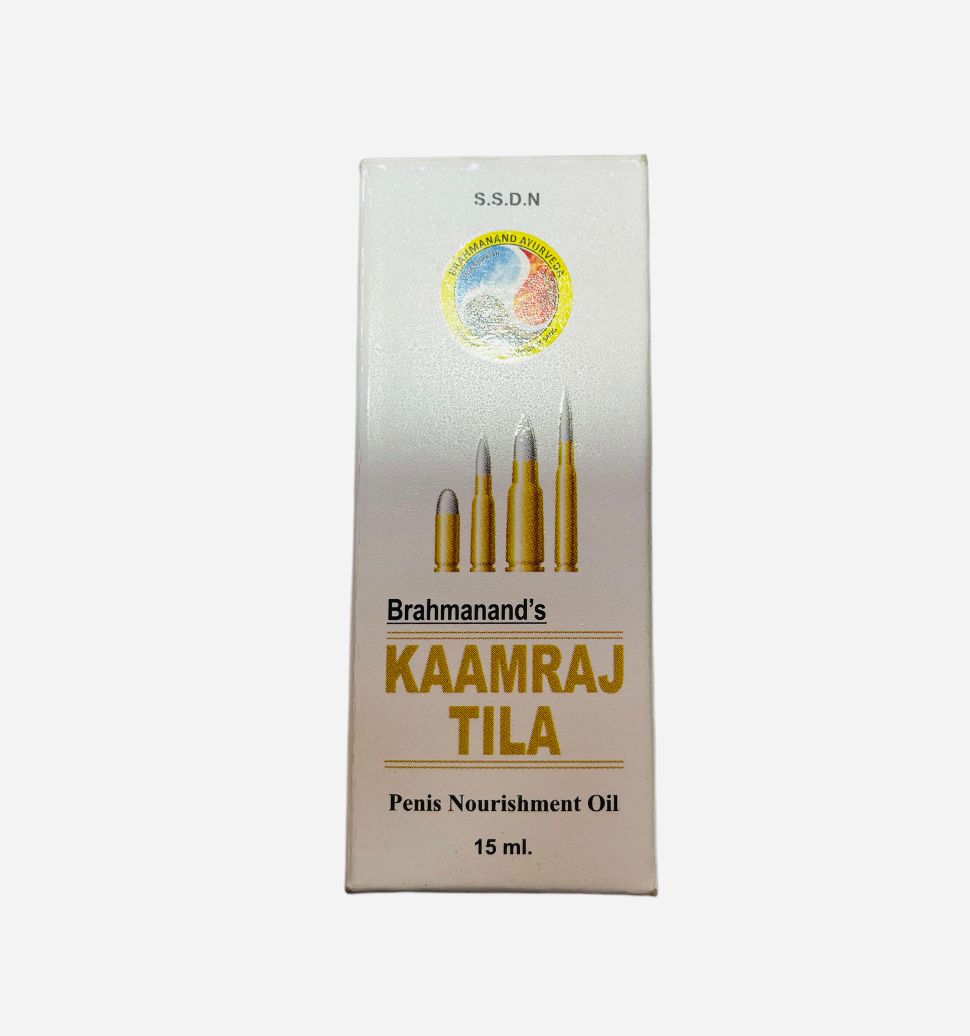 S.S.D.N
BRAHMANAND AYURVEDA
Brahmanand's
KAAMRAJ
TILA
Penis Nourishment Oil
15 ml.